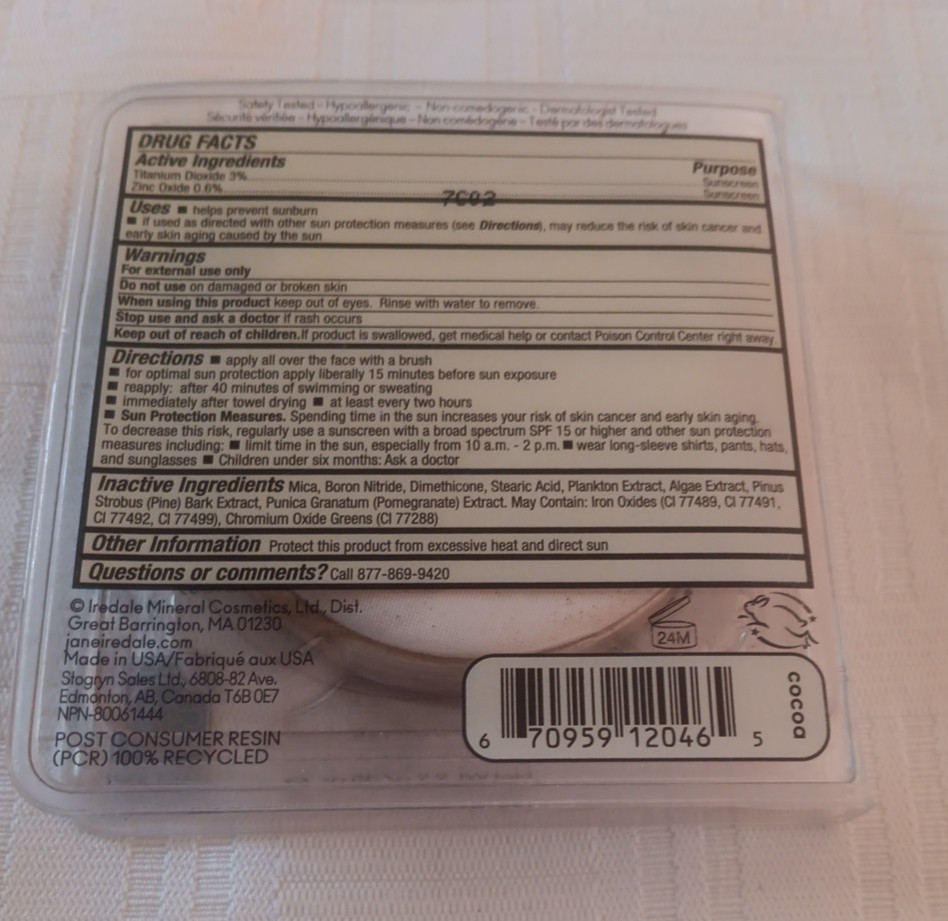 Safety Tested - Hypoallergenic - Non-comedogenic - Dermatologist Tested
Sécurité vérifiée - Hypoallergénique - Non comédogène - Testé par des dermatologues
DRUG FACTS
Active Ingredients Purpose
Titanium Dioxide 3% Sunscreen
Zinc Oxide 0.6% Sunscreen
7C02
Uses ■ helps prevent sunburn
■ if used as directed with other sun protection measures (see Directions), may reduce the risk of skin cancer and
early skin aging caused by the sun
Warnings
For external use only
Do not use on damaged or broken skin
When using this product keep out of eyes. Rinse with water to remove.
Stop use and ask a doctor if rash occurs
Keep out of reach of children.If product is swallowed, get medical help or contact Poison Control Center right away.
Directions ■ apply all over the face with a brush
■ for optimal sun protection apply liberally 15 minutes before sun exposure
■ reapply: after 40 minutes of swimming or sweating
■ immediately after towel drying ■ at least every two hours
■ Sun Protection Measures. Spending time in the sun increases your risk of skin cancer and early skin aging.
To decrease this risk, regularly use a sunscreen with a broad spectrum SPF 15 or higher and other sun protection
measures including: ■ limit time in the sun, especially from 10 a.m. - 2 p.m. ■ wear long-sleeve shirts, pants, hats,
and sunglasses ■ Children under six months: Ask a doctor
Inactive Ingredients Mica, Boron Nitride, Dimethicone, Stearic Acid, Plankton Extract, Algae Extract, Pinus
Strobus (Pine) Bark Extract, Punica Granatum (Pomegranate) Extract. May Contain: Iron Oxides (CI 77489, CI 77491,
CI 77492, CI 77499), Chromium Oxide Greens (CI 77288)
Other Information Protect this product from excessive heat and direct sun
Questions or comments? Call 877-869-9420
© Iredale Mineral Cosmetics, Ltd., Dist.
Great Barrington, MA 01230
janeiredale.com
Made in USA/Fabriqué aux USA
Stogryn Sales Ltd., 6808-82 Ave.
Edmonton, AB, Canada T6B 0E7
NPN-80061444
POST CONSUMER RESIN
(PCR) 100% RECYCLED
24M
6 70959 12046 5
cocoa